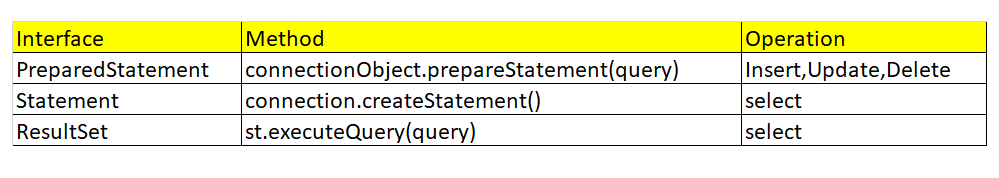 Interface Method Operation
PreparedStatement connectionObject.prepareStatement(query) Insert,Update,Delete
Statement connection.createStatement() select
ResultSet st.executeQuery(query) select